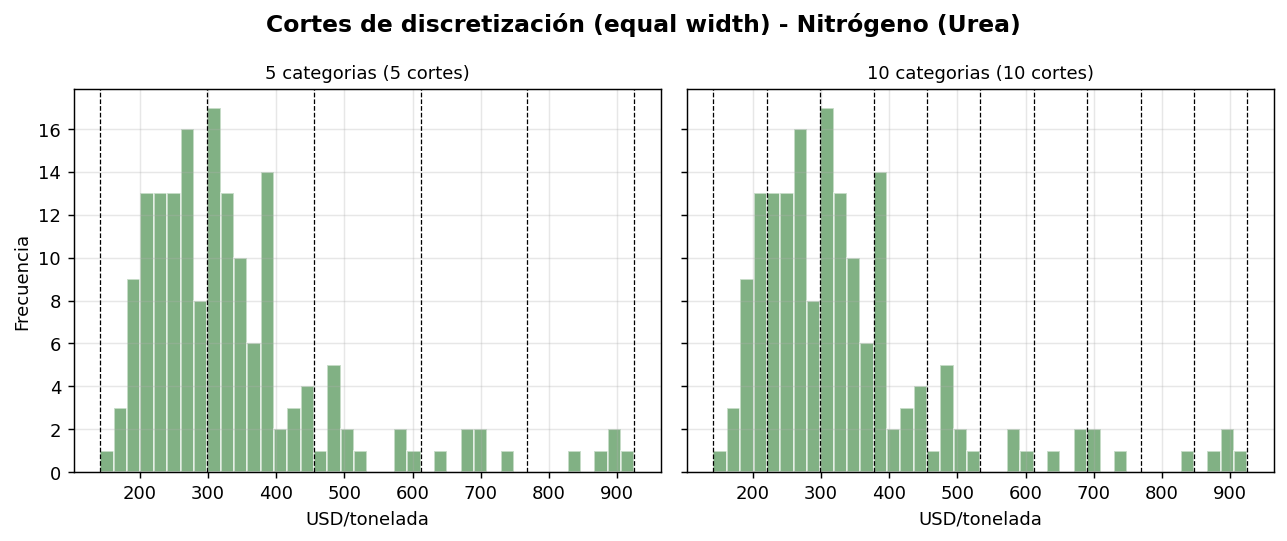 Cortes de discretización (equal width) - Nitrógeno (Urea)
5 categorias (5 cortes)
10 categorias (10 cortes)
Frecuencia
16
14
12
10
8
6
4
2
0
200 300 400 500 600 700 800 900
200 300 400 500 600 700 800 900
USD/tonelada
USD/tonelada